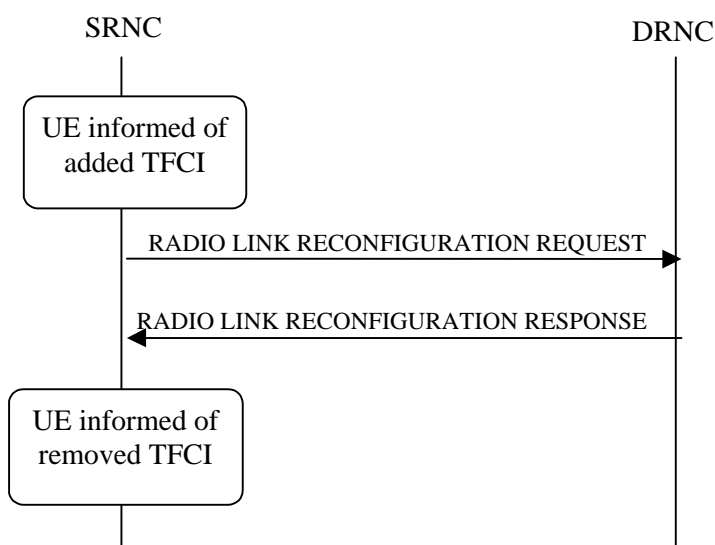 SRNC
DRNC
UE informed of
added TFCI
RADIO LINK RECONFIGURATION REQUEST
RADIO LINK RECONFIGURATION RESPONSE
UE informed of
removed TFCI